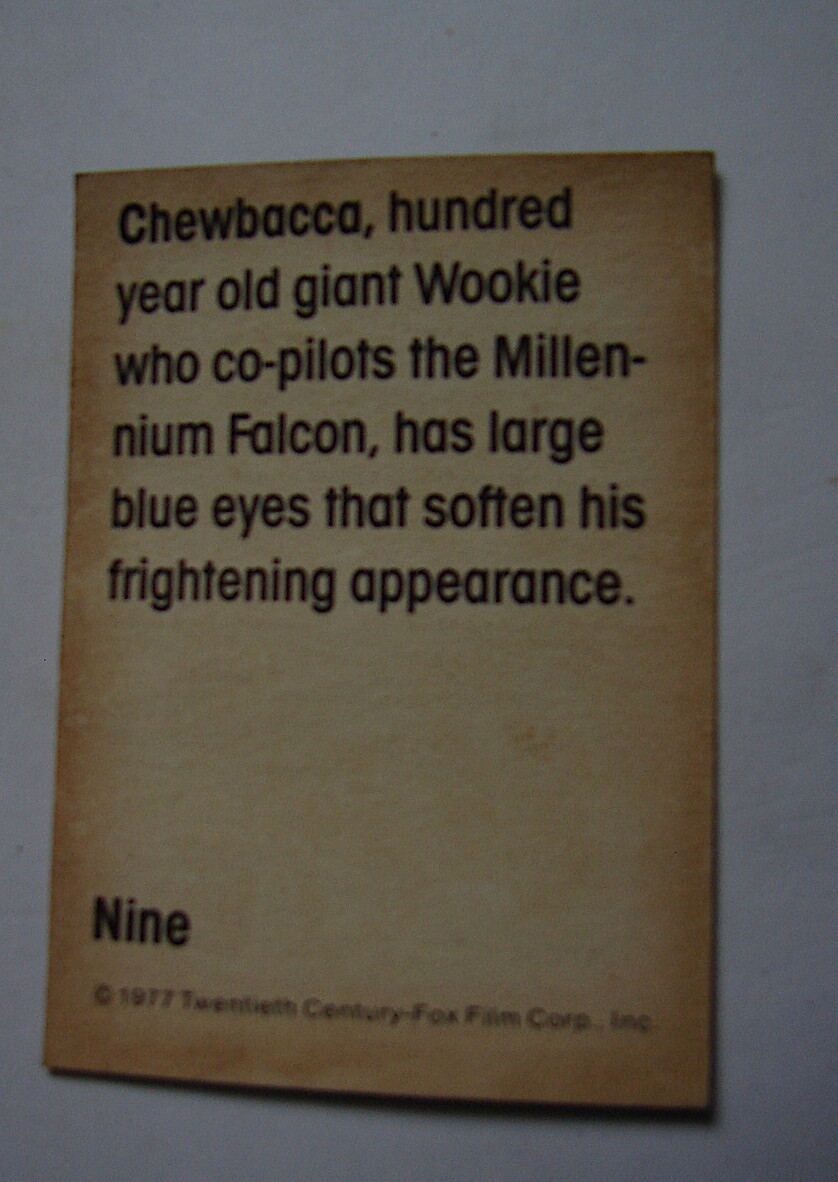 Chewbacca, hundred
year old giant Wookie
who co-pilots the Millen-
nium Falcon, has large
blue eyes that soften his
frightening appearance.
Nine
© 1977 Twentieth Century-Fox Film Corp., Inc.